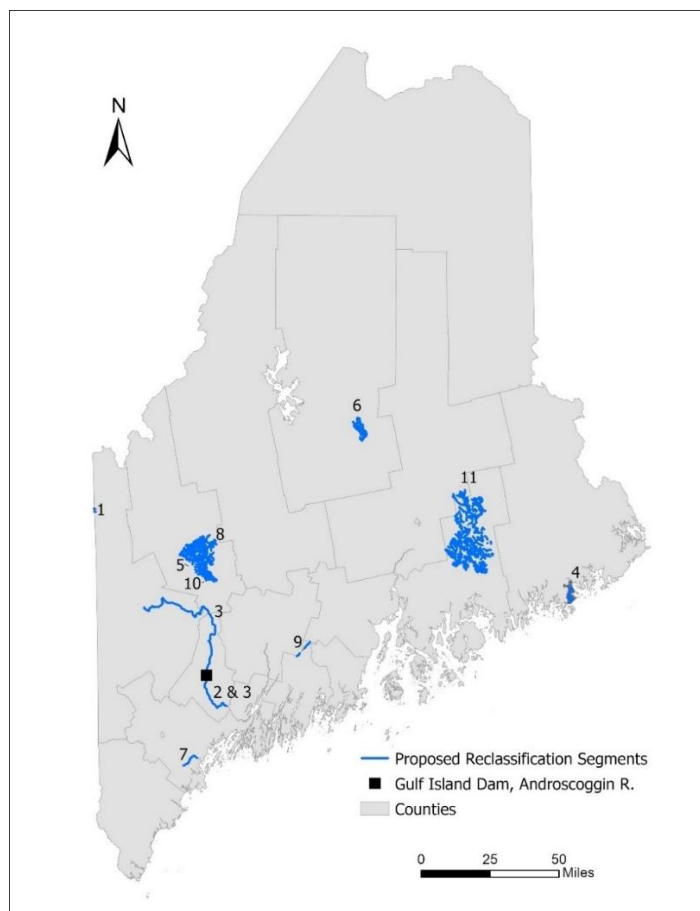 N
6
11
1
8
5
10
4
3
9
2 & 3
7
Proposed Reclassification Segments
Gulf Island Dam, Androscoggin R.
Counties
0 25 50
Miles